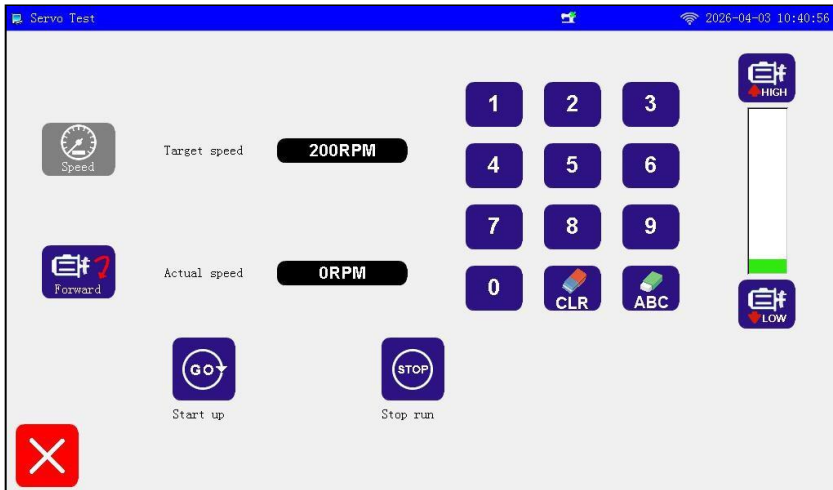 Servo Test
2026-04-03 10:40:56
HIGH
1 2 3
Speed
Target speed
200RPM
4 5 6
7 8 9
Forward
Actual speed
0RPM
0
CLR
ABC
LOW
GO
STOP
Start up
Stop run